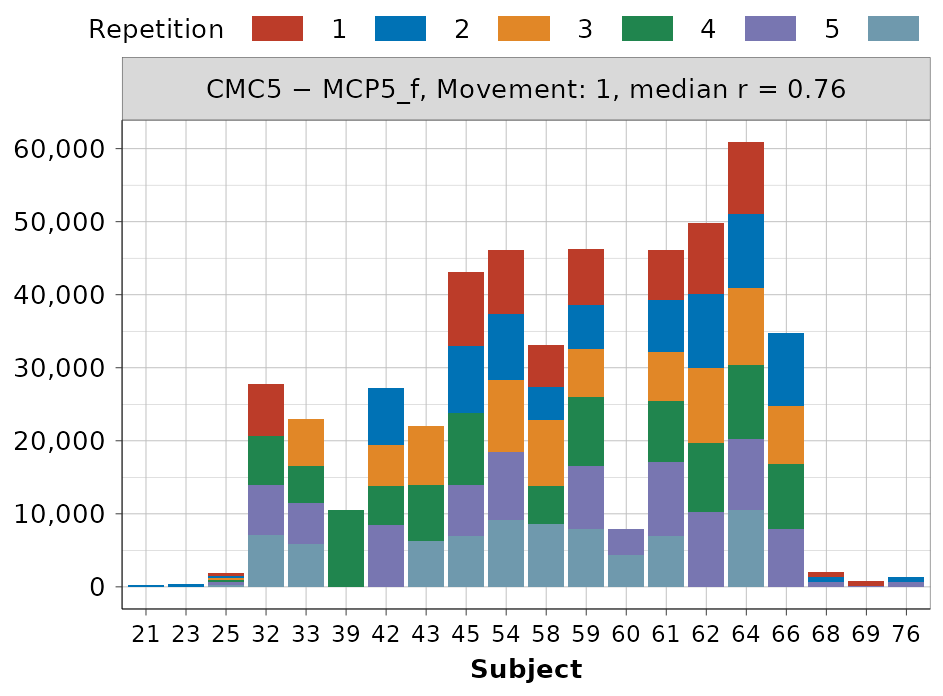 Repetition 1 2 3 4 5
CMC5 − MCP5_f, Movement: 1, median r = 0.76
60,000
50,000
40,000
30,000
20,000
10,000
0
21 23 25 32 33 39 42 43 45 54 58 59 60 61 62 64 66 68 69 76
Subject